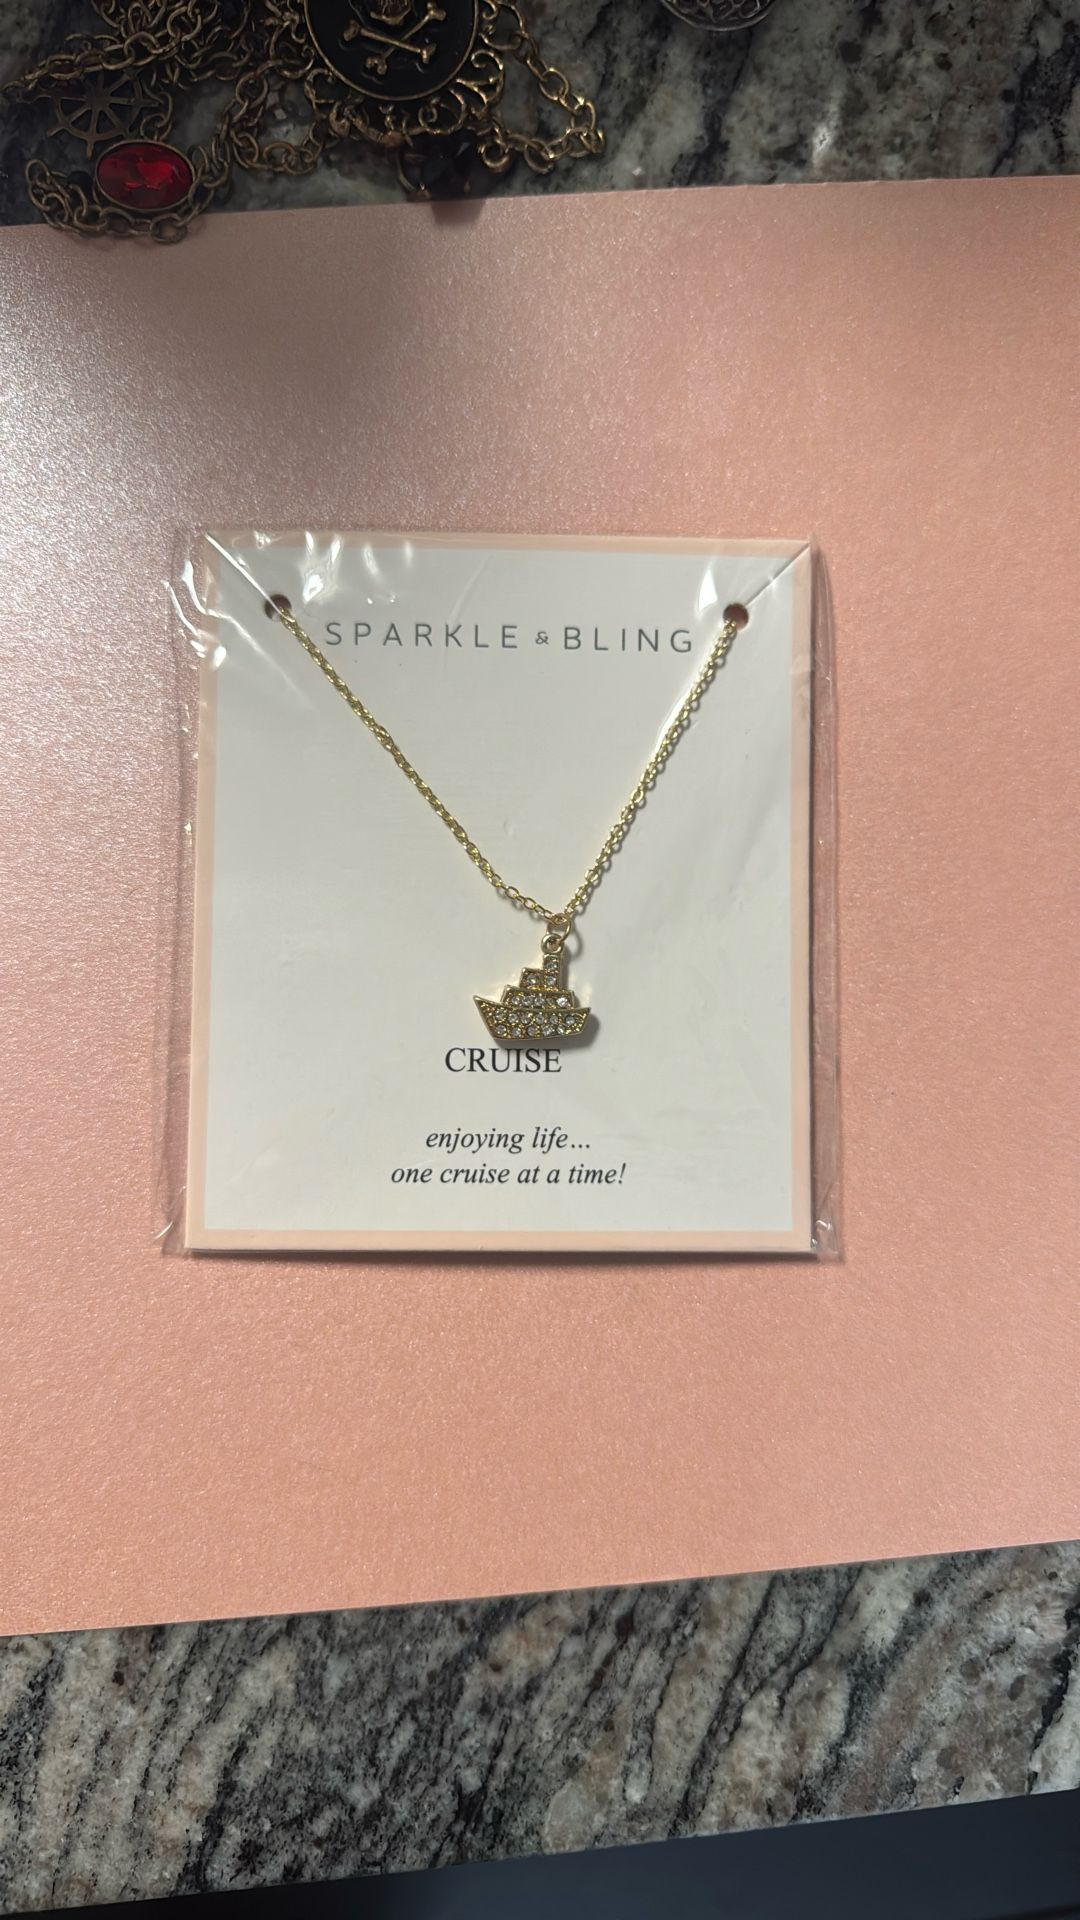 SPARKLE & BLING
CRUISE
enjoying life...
one cruise at a time!